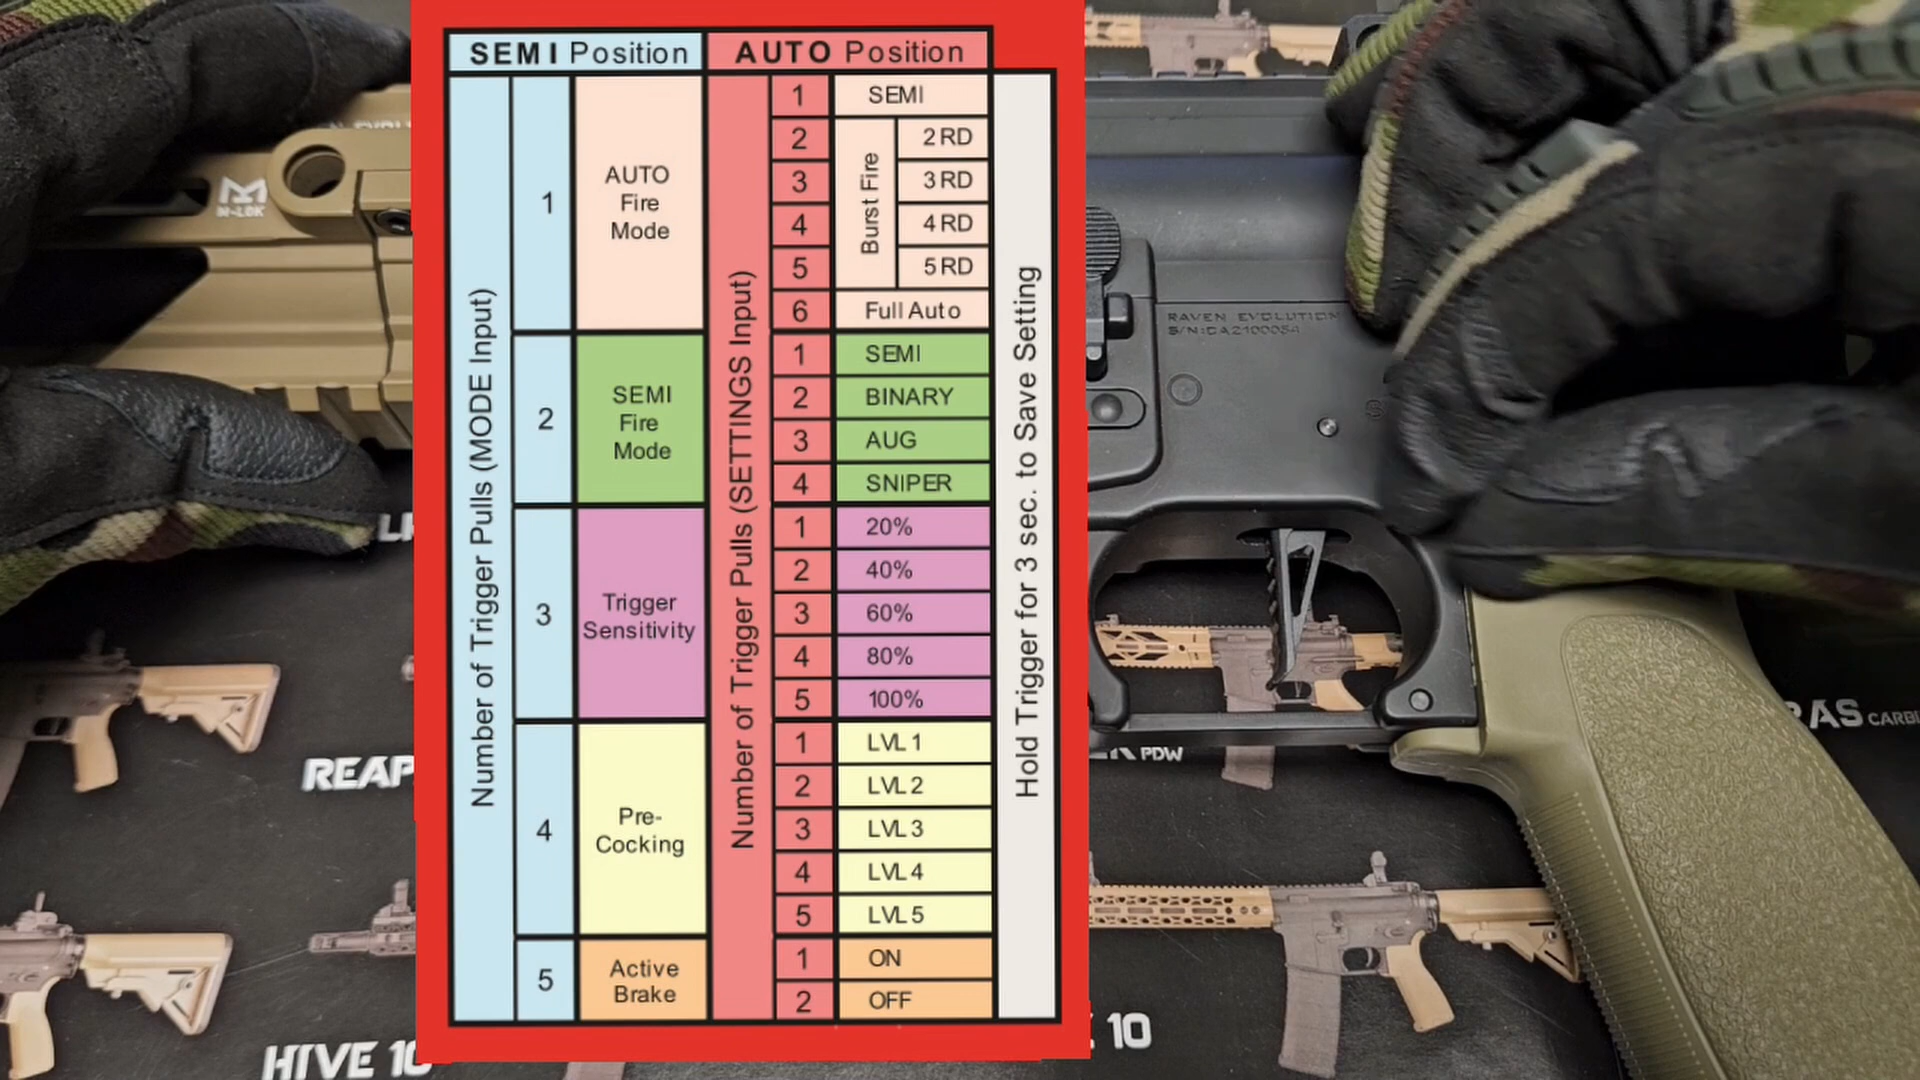 SEMI Position
AUTO Position
Number of Trigger Pulls (MODE Input)
1
AUTO
Fire
Mode
2
SEMI
Fire
Mode
3
Trigger
Sensitivity
4
Pre-
Cocking
5
Active
Brake
Number of Trigger Pulls (SETTINGS Input)
1 SEMI
Burst Fire
2 2 RD
3 3 RD
4 4 RD
5 5 RD
6 Full Auto
1 SEMI
2 BINARY
3 AUG
4 SNIPER
1 20%
2 40%
3 60%
4 80%
5 100%
1 LVL 1
2 LVL 2
3 LVL 3
4 LVL 4
5 LVL 5
1 ON
2 OFF
Hold Trigger for 3 sec. to Save Setting
M-LOK
RAVEN EVOLUTION
S/N:CA2100054
REAP
HIVE 10
PDW
RAS CARB
10